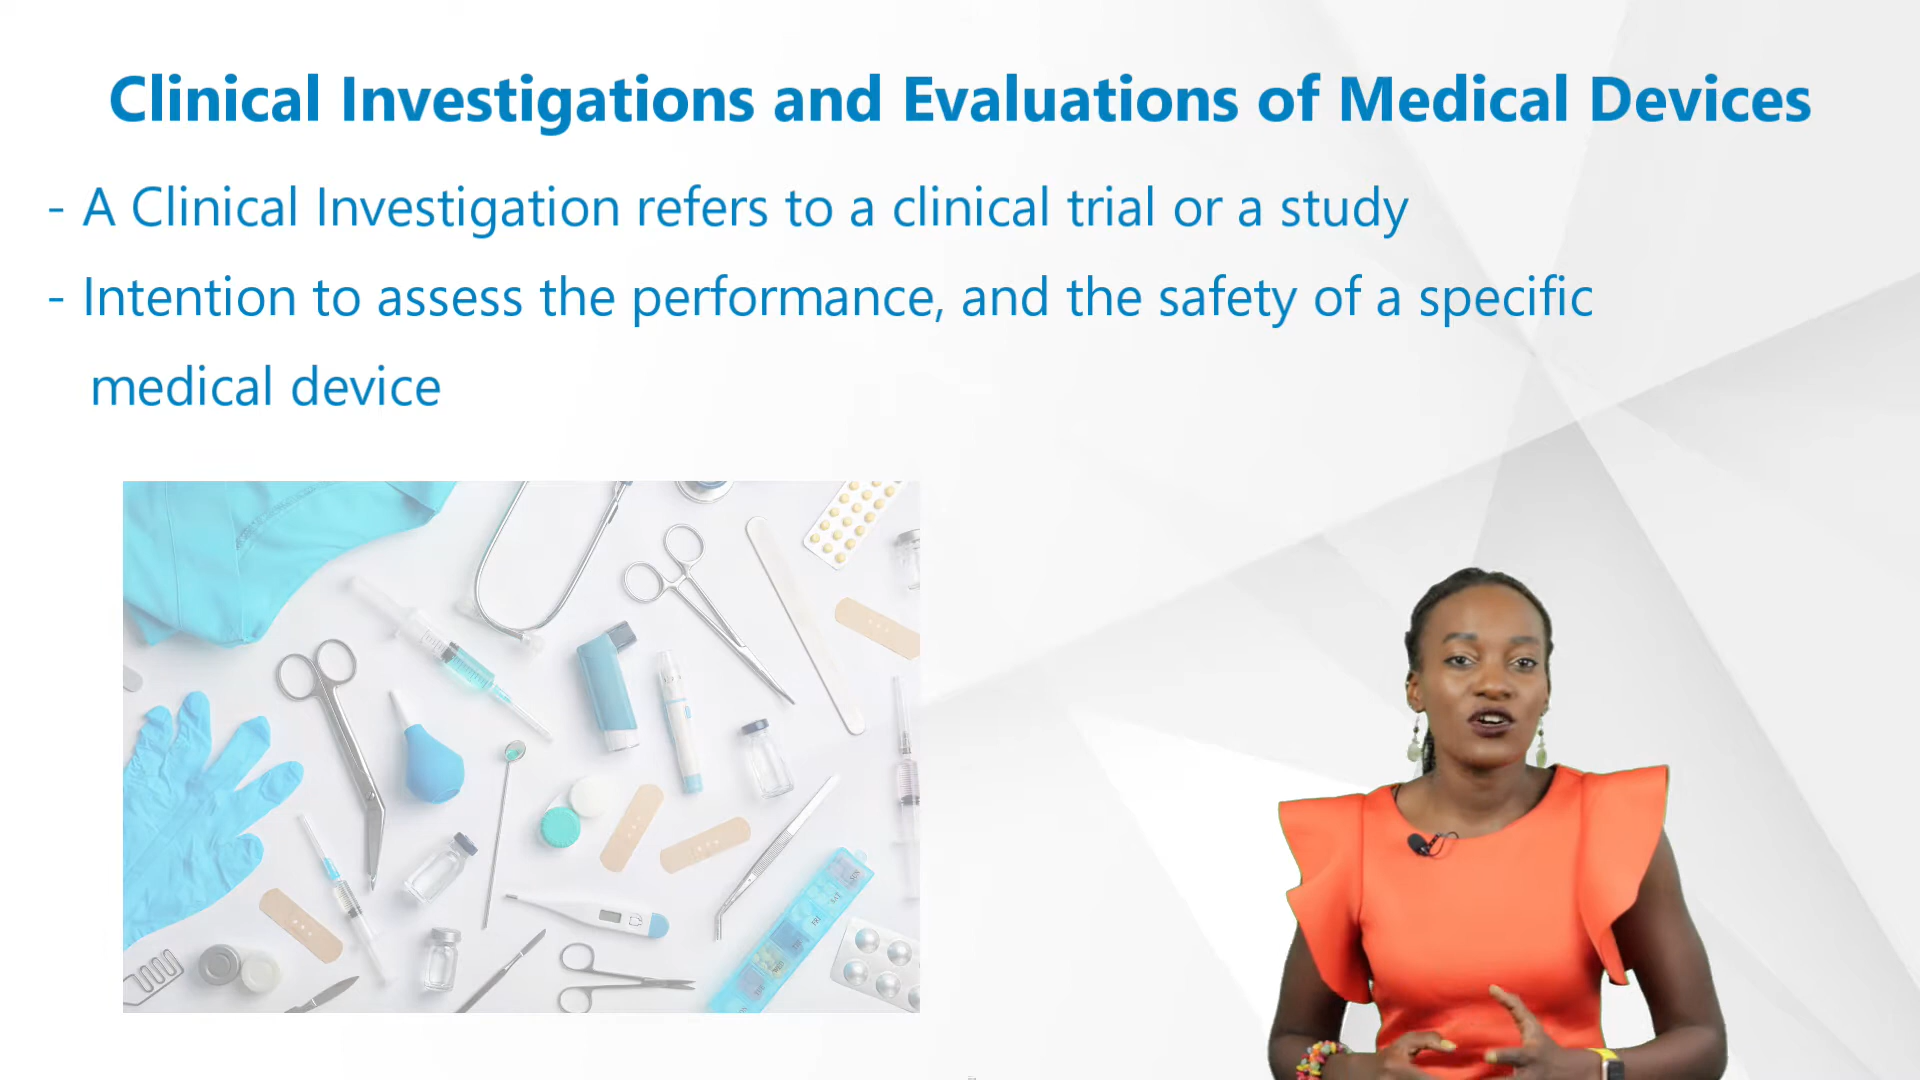 Clinical Investigations and Evaluations of Medical Devices
- A Clinical Investigation refers to a clinical trial or a study
- Intention to assess the performance, and the safety of a specific
medical device